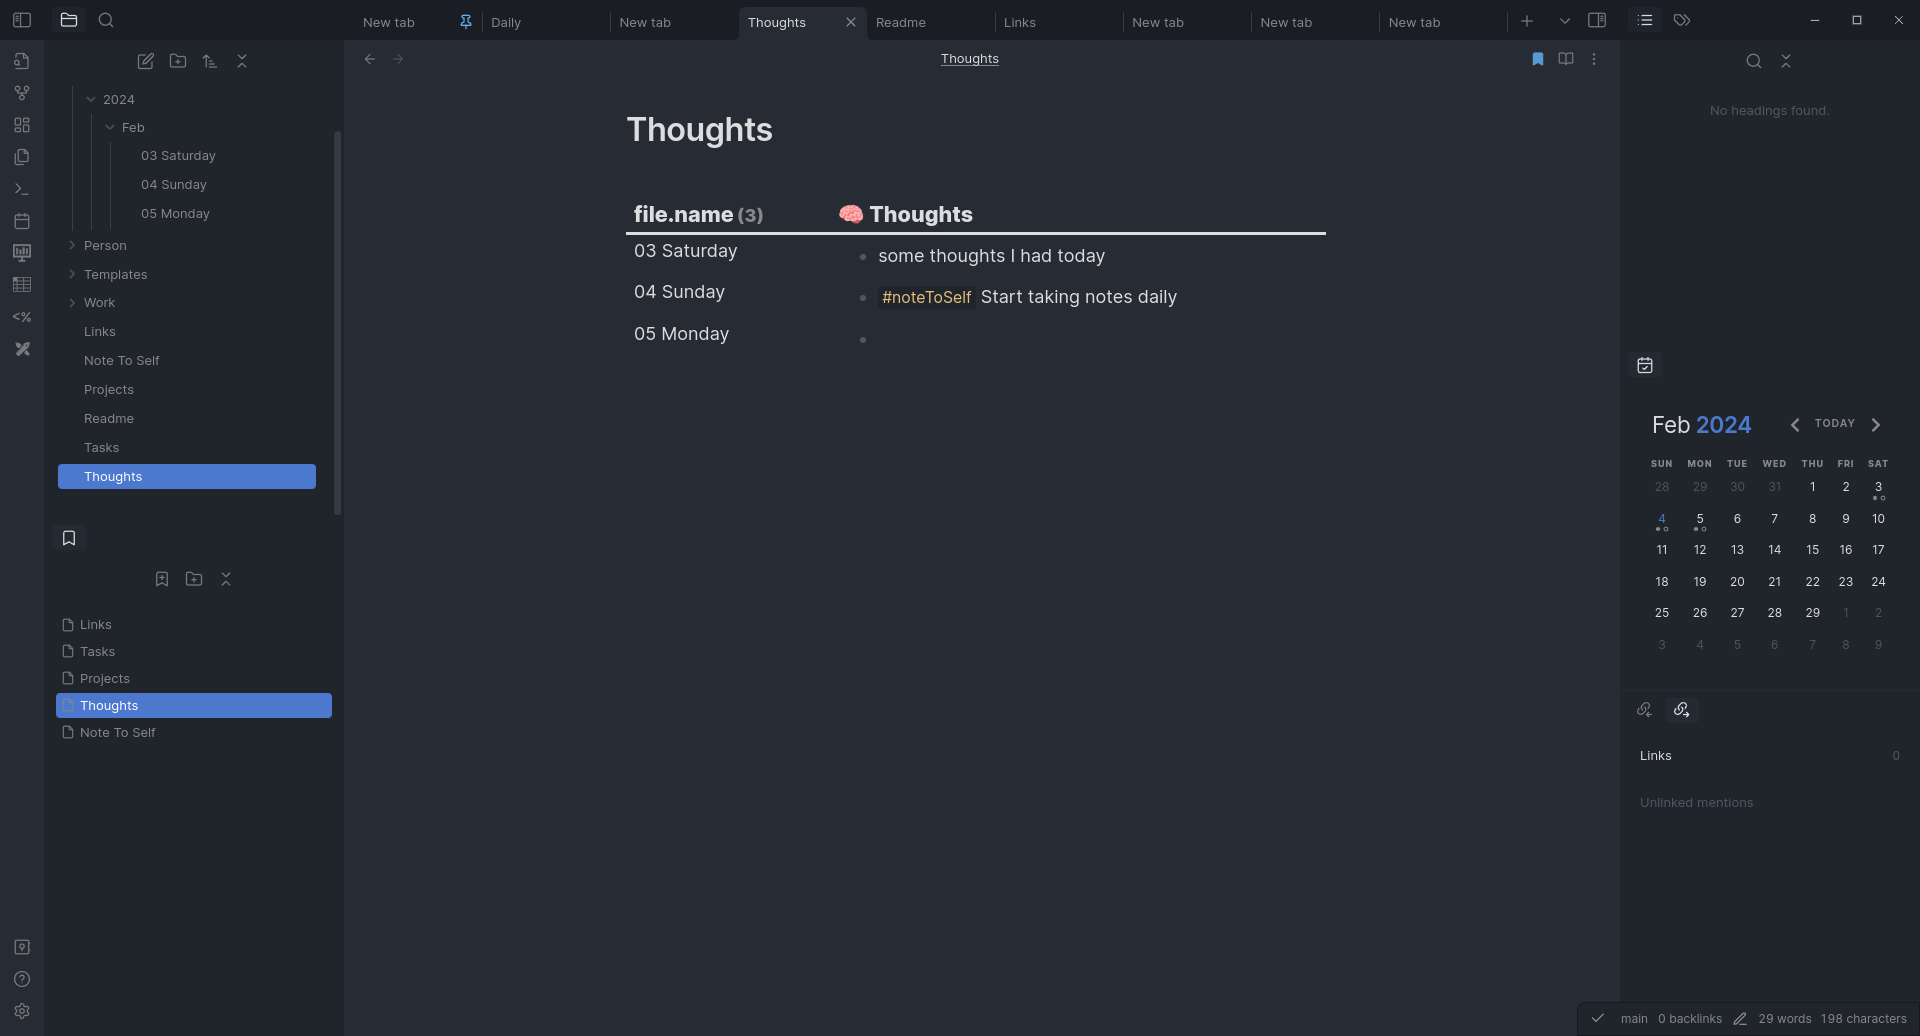 New tab Daily New tab Thoughts Readme Links New tab New tab New tab
Thoughts
2024
Feb
03 Saturday
04 Sunday
05 Monday
Person
Templates
Work
Links
Note To Self
Projects
Readme
Tasks
Thoughts
<%
Links
Tasks
Projects
Thoughts
Note To Self
Thoughts
file.name (3) 🧠 Thoughts
03 Saturday • some thoughts I had today
04 Sunday • #noteToSelf Start taking notes daily
05 Monday •
No headings found.
Feb 2024 TODAY
SUN MON TUE WED THU FRI SAT
28 29 30 31 1 2 3
4 5 6 7 8 9 10
11 12 13 14 15 16 17
18 19 20 21 22 23 24
25 26 27 28 29 1 2
3 4 5 6 7 8 9
Links 0
Unlinked mentions
main 0 backlinks 29 words 198 characters